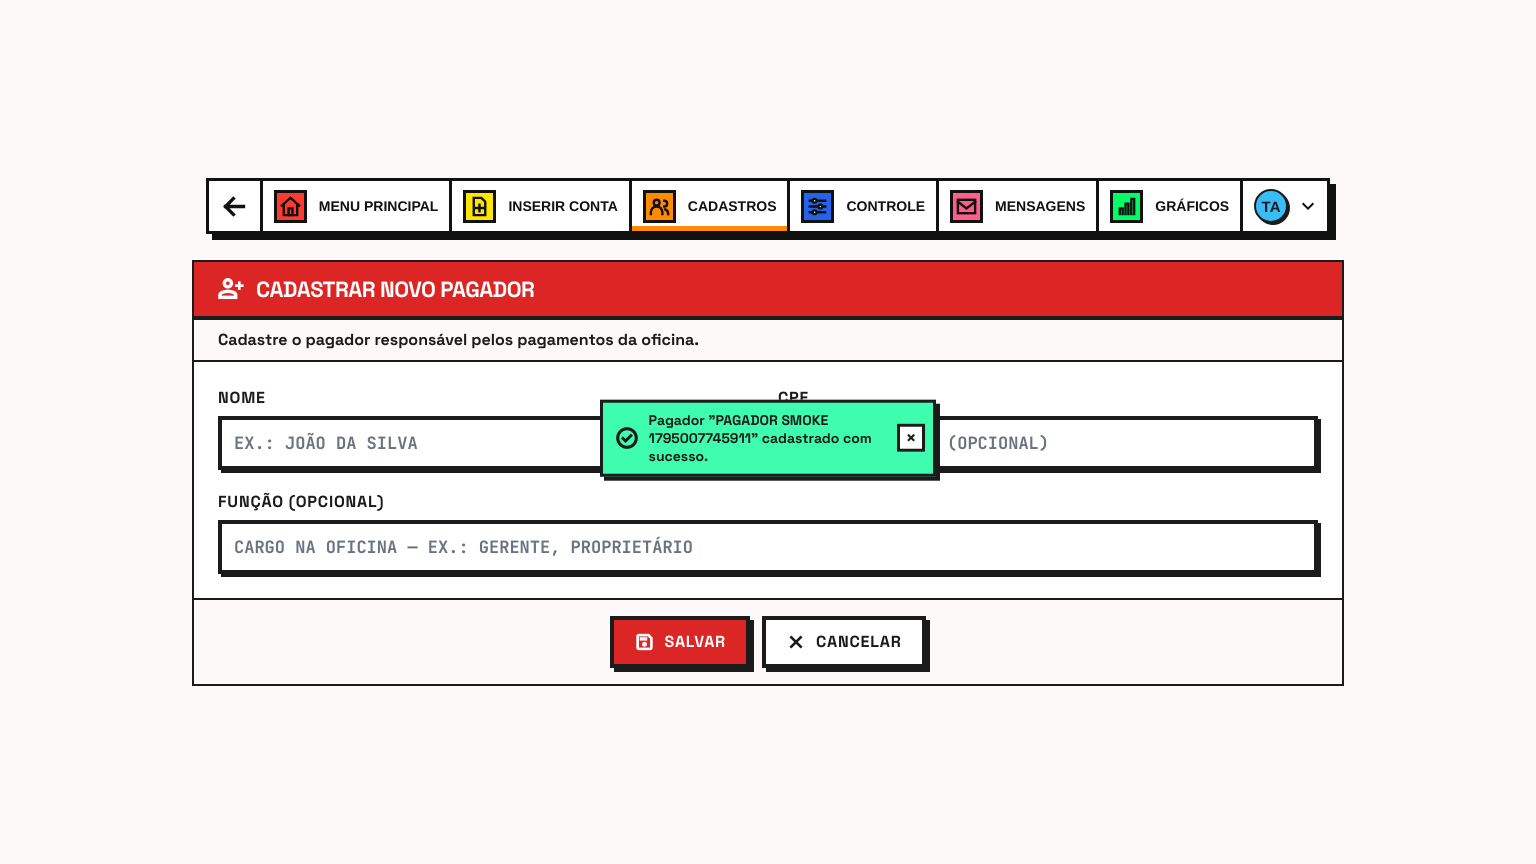 MENU PRINCIPAL
INSERIR CONTA
CADASTROS
CONTROLE
MENSAGENS
GRÁFICOS
TA
CADASTRAR NOVO PAGADOR
Cadastre o pagador responsável pelos pagamentos da oficina.
NOME
CPF
EX.: JOÃO DA SILVA
(OPCIONAL)
Pagador "PAGADOR SMOKE
1795007745911" cadastrado com
sucesso.
FUNÇÃO (OPCIONAL)
CARGO NA OFICINA — EX.: GERENTE, PROPRIETÁRIO
SALVAR
CANCELAR